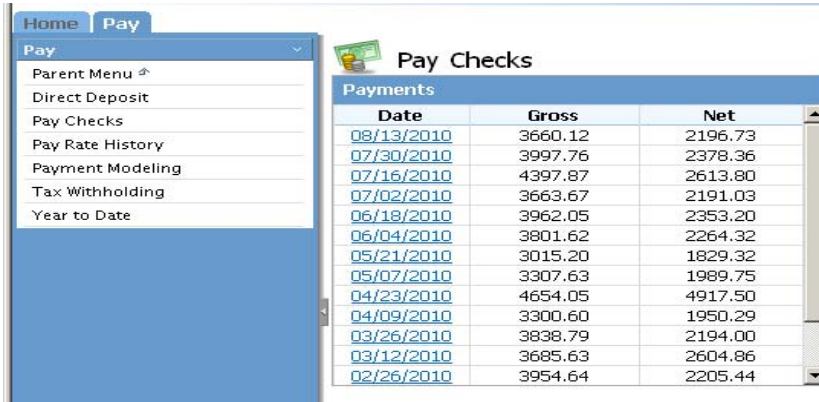 Home Pay
Pay
Parent Menu
Direct Deposit
Pay Checks
Pay Rate History
Payment Modeling
Tax Withholding
Year to Date
Pay Checks
Payments
Date Gross Net
08/13/2010 3660.12 2196.73
07/30/2010 3997.76 2378.36
07/16/2010 4397.87 2613.80
07/02/2010 3663.67 2191.03
06/18/2010 3962.05 2353.20
06/04/2010 3801.62 2264.32
05/21/2010 3015.20 1829.32
05/07/2010 3307.63 1989.75
04/23/2010 4654.05 4917.50
04/09/2010 3300.60 1950.29
03/26/2010 3838.79 2194.00
03/12/2010 3685.63 2604.86
02/26/2010 3954.64 2205.44